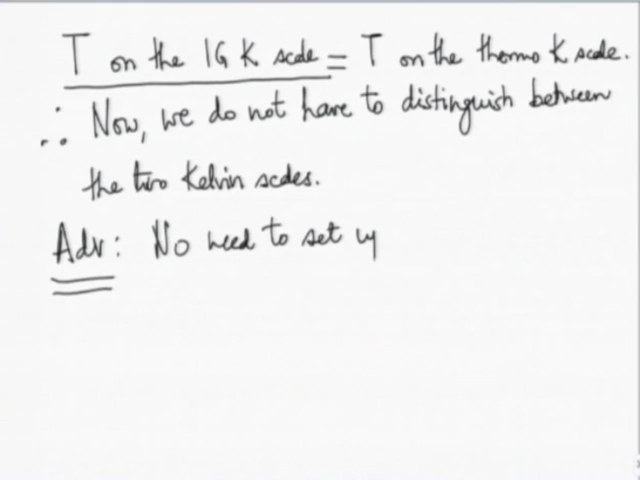 T on the IG K scale = T on the thermo K scale.
∴ Now, we do not have to distinguish between
the two Kelvin scales.
Adv: No need to set up